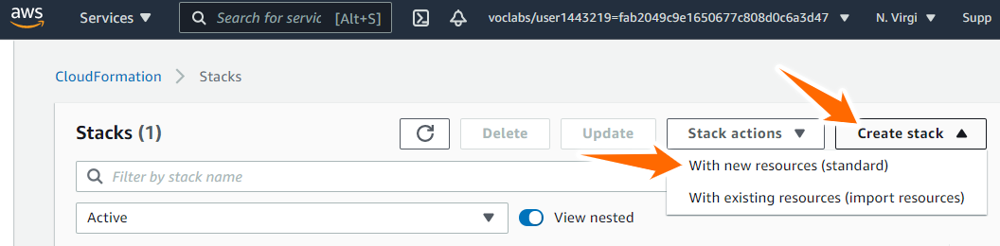 aws Services Search for servic [Alt+S] voclabs/user1443219=fab2049c9e1650677c808d0c6a3d47 N. Virgi Supp
CloudFormation > Stacks
Stacks (1) Delete Update Stack actions Create stack
Filter by stack name
With new resources (standard)
With existing resources (import resources)
Active View nested